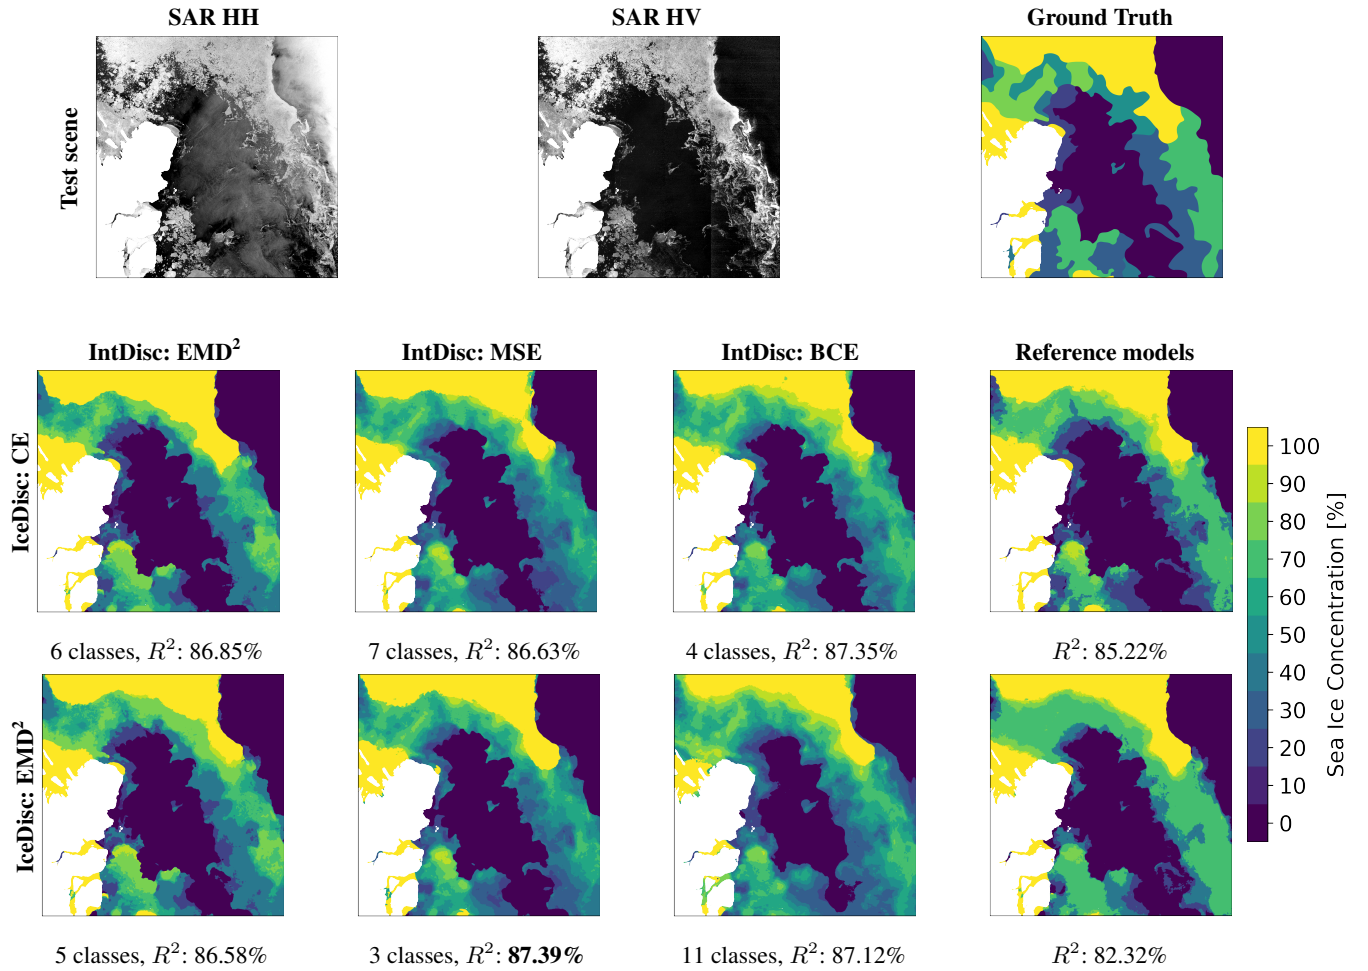 SAR HH
SAR HV
Ground Truth
Test scene
IntDisc: EMD²
IntDisc: MSE
IntDisc: BCE
Reference models
IceDisc: CE
6 classes, R²: 86.85%
7 classes, R²: 86.63%
4 classes, R²: 87.35%
R²: 85.22%
IceDisc: EMD²
5 classes, R²: 86.58%
3 classes, R²: 87.39%
11 classes, R²: 87.12%
R²: 82.32%
100
90
80
70
60
50
40
30
20
10
0
Sea Ice Concentration [%]